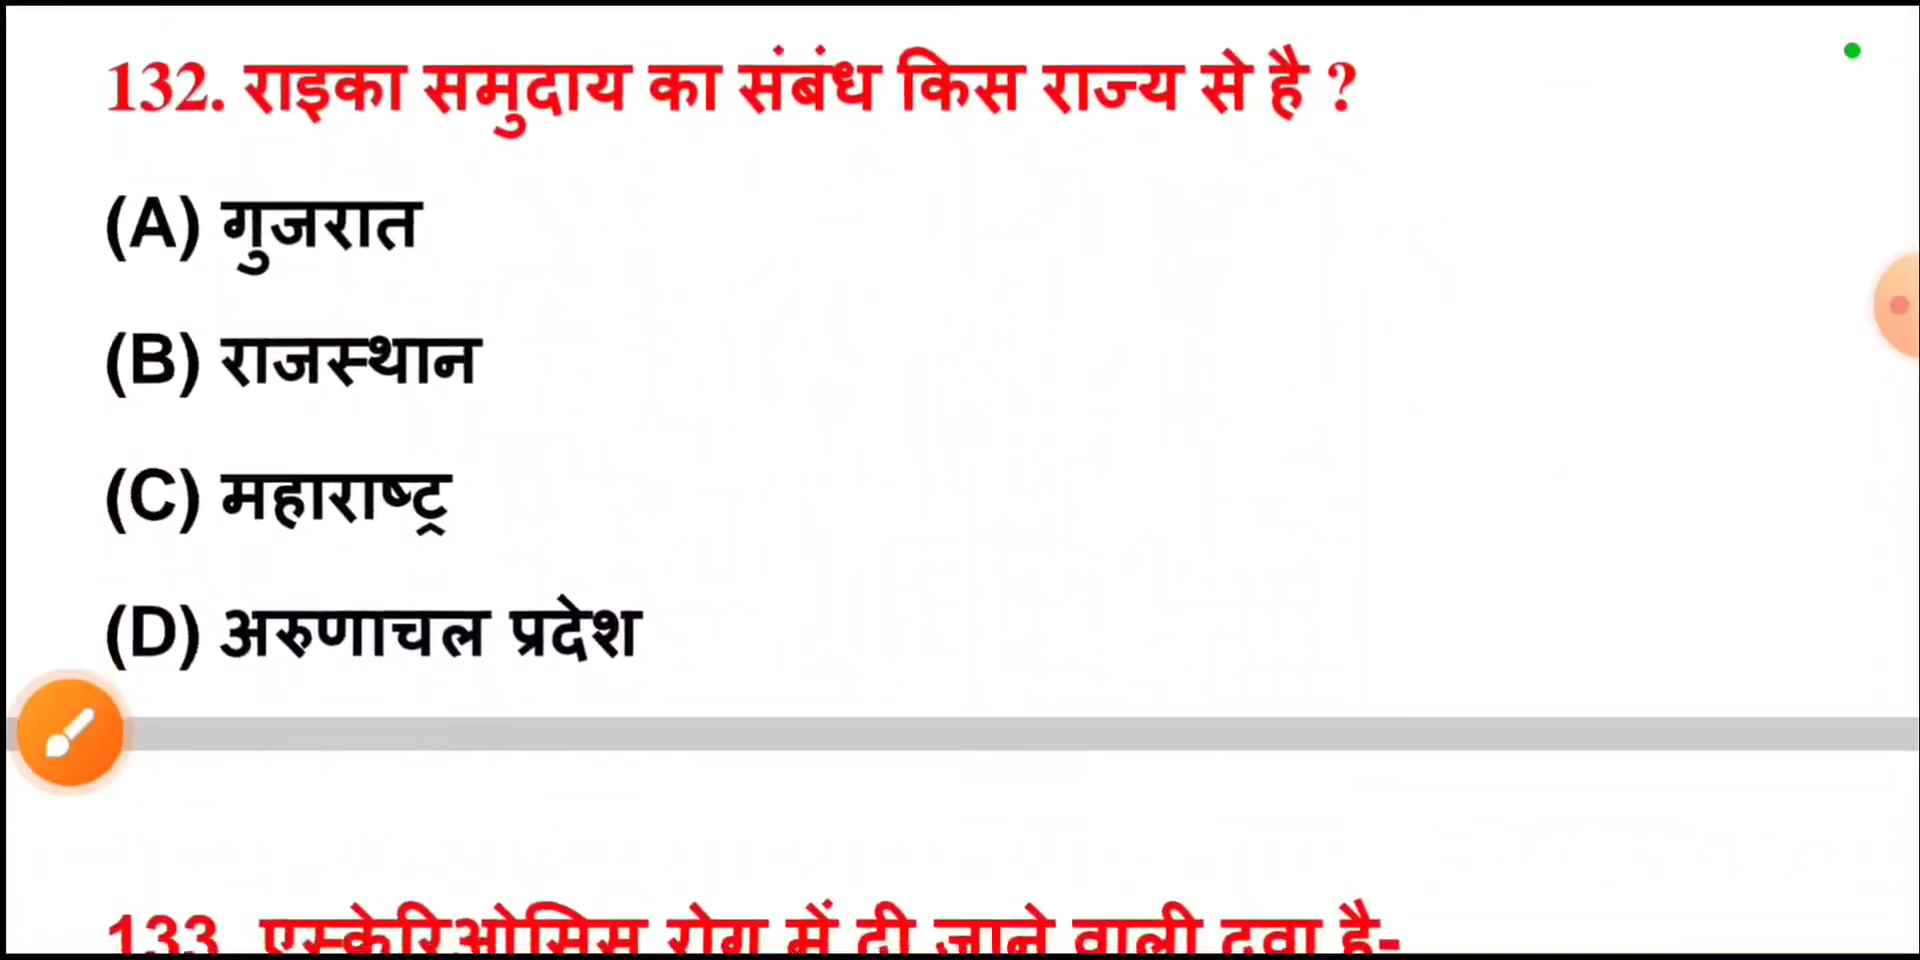 132. राइका समुदाय का संबंध किस राज्य से है ?
(A) गुजरात
(B) राजस्थान
(C) महाराष्ट्र
(D) अरुणाचल प्रदेश
133. एस्केरिओसिस रोग में दी जाने वाली दवा है-